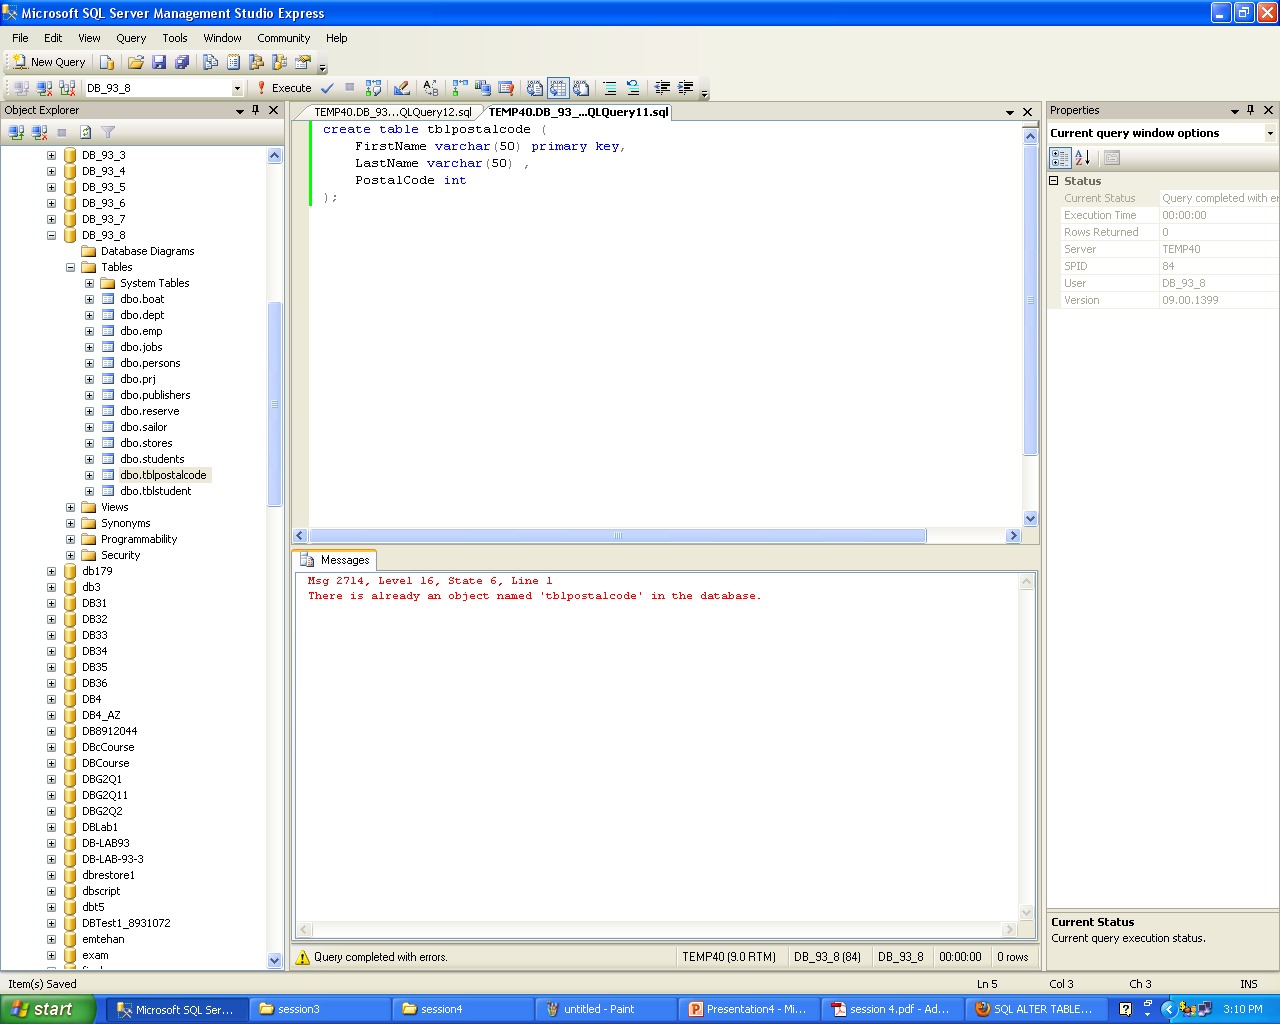 Microsoft SQL Server Management Studio Express
File Edit View Query Tools Window Community Help
New Query
DB_93_8 Execute
Object Explorer
DB_93_3
DB_93_4
DB_93_5
DB_93_6
DB_93_7
DB_93_8
Database Diagrams
Tables
System Tables
dbo.boat
dbo.dept
dbo.emp
dbo.jobs
dbo.persons
dbo.prj
dbo.publishers
dbo.reserve
dbo.sailor
dbo.stores
dbo.students
dbo.tblpostalcode
dbo.tblstudent
Views
Synonyms
Programmability
Security
db179
db3
DB31
DB32
DB33
DB34
DB35
DB36
DB4
DB4_AZ
DB8912044
DBcCourse
DBCourse
DBG2Q1
DBG2Q11
DBG2Q2
DBLab1
DB-LAB93
DB-LAB-93-3
dbrestore1
dbscript
dbt5
DBTest1_8931072
emtehan
exam
TEMP40.DB_93...QLQuery12.sql TEMP40.DB_93_...QLQuery11.sql
create table tblpostalcode (
FirstName varchar(50) primary key,
LastName varchar(50) ,
PostalCode int
);
Messages
Msg 2714, Level 16, State 6, Line 1
There is already an object named 'tblpostalcode' in the database.
Query completed with errors. TEMP40 (9.0 RTM) DB_93_8 (84) DB_93_8 00:00:00 0 rows
Properties
Current query window options
Status
Current Status Query completed with err
Execution Time 00:00:00
Rows Returned 0
Server TEMP40
SPID 84
User DB_93_8
Version 09.00.1399
Current Status
Current query execution status.
Item(s) Saved Ln 5 Col 3 Ch 3 INS
start Microsoft SQL Ser... session3 session4 untitled - Paint Presentation4 - Mi... session 4.pdf - Ad... SQL ALTER TABLE... 3:10 PM